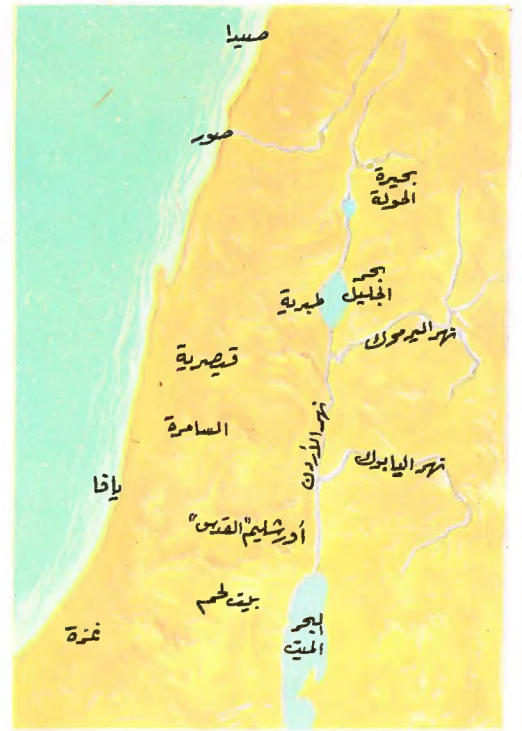 صيدا
صور
بحيرة
الحولة
بحر
الجليل
طبرية
نهر اليرموك
قيصرية
السامرة
نهر الأردن
نهر اليابوك
يافا
أورشليم "القدس"
بيت لحم
البحر
الميت
غزة